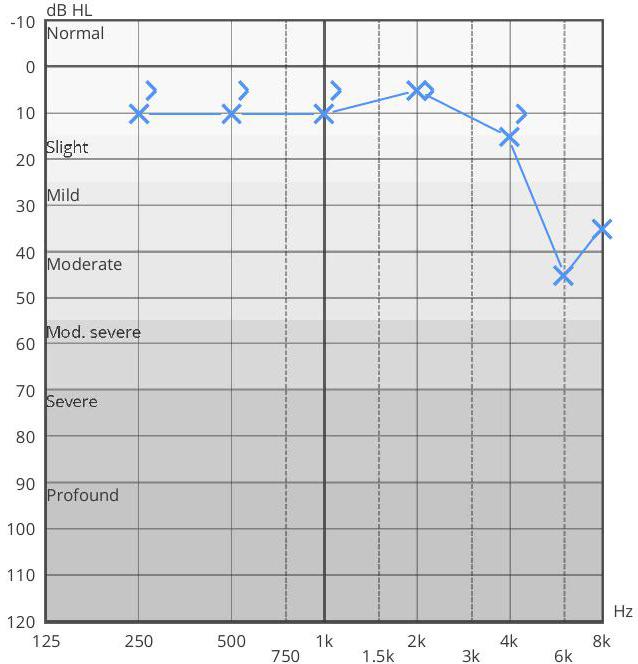 dB HL
-10
Normal
0
10
Slight
20
Mild
30
40
Moderate
50
Mod. severe
60
70
Severe
80
90
Profound
100
110
120
Hz
125 250 500 1k 2k 4k 8k
750 1.5k 3k 6k